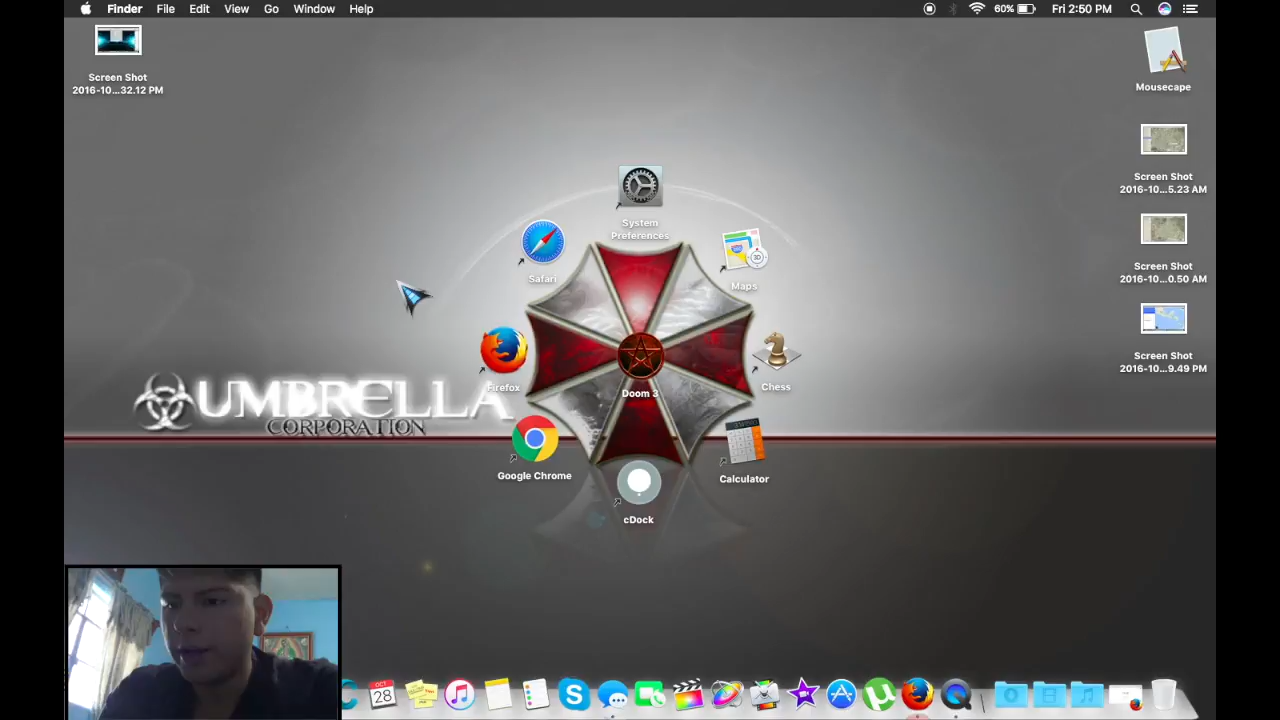 Finder File Edit View Go Window Help
60% Fri 2:50 PM
Screen Shot
2016-10...32.12 PM
Mousecape
Screen Shot
2016-10...5.23 AM
Screen Shot
2016-10...0.50 AM
Screen Shot
2016-10...9.49 PM
System
Preferences
Safari
Maps
Firefox
Doom 3
Chess
Google Chrome
Calculator
cDock
UMBRELLA
CORPORATION
OCT
28